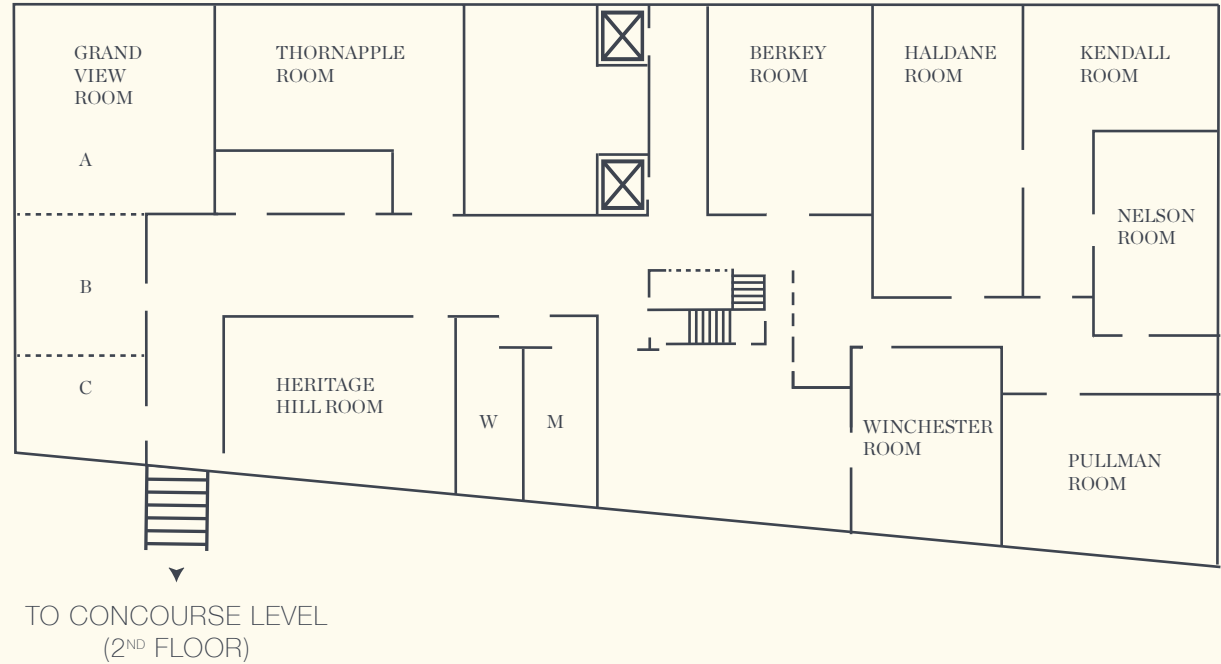 GRAND
VIEW
ROOM
A
B
C
THORNAPPLE
ROOM
BERKEY
ROOM
HALDANE
ROOM
KENDALL
ROOM
NELSON
ROOM
HERITAGE
HILL ROOM
W
M
WINCHESTER
ROOM
PULLMAN
ROOM
TO CONCOURSE LEVEL
(2ND FLOOR)